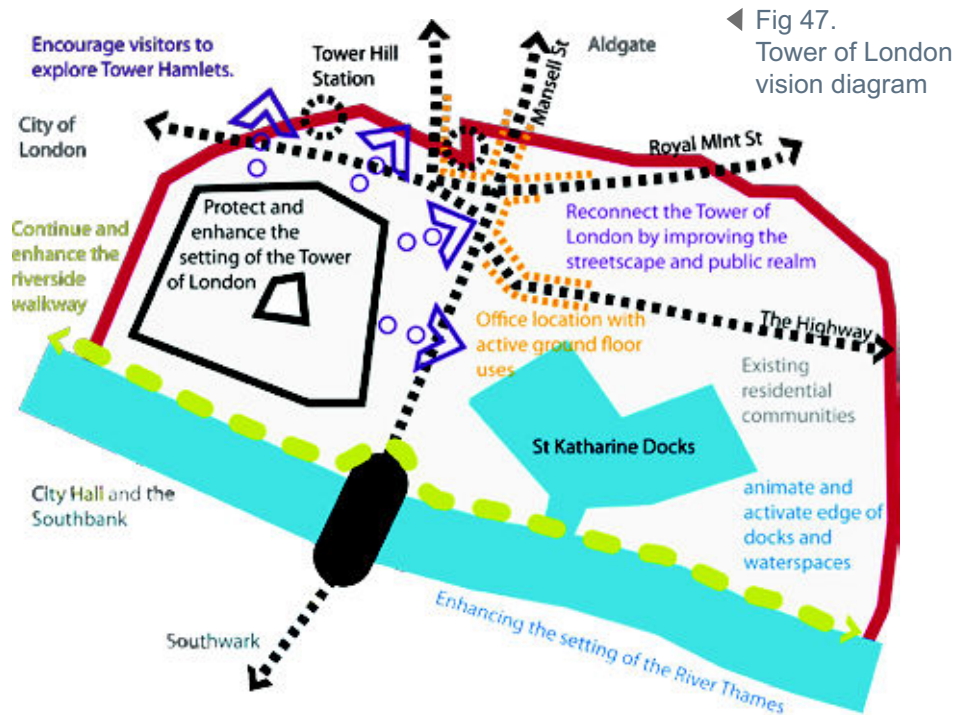 Fig 47.
Tower of London
vision diagram
Encourage visitors to
explore Tower Hamlets.
Tower Hill
Station
Aldgate
Mansell St
City of
London
Royal MInt St
Protect and
enhance the
setting of the Tower
of London
Continue and
enhance the
riverside
walkway
Reconnect the Tower of
London by improving the
streetscape and public realm
The Highway
Office location with
active ground floor
uses
Existing
residential
communities
St Katharine Docks
City Hall and the
Southbank
animate and
activate edge of
docks and
waterspaces
Enhancing the setting of the River Thames
Southwark